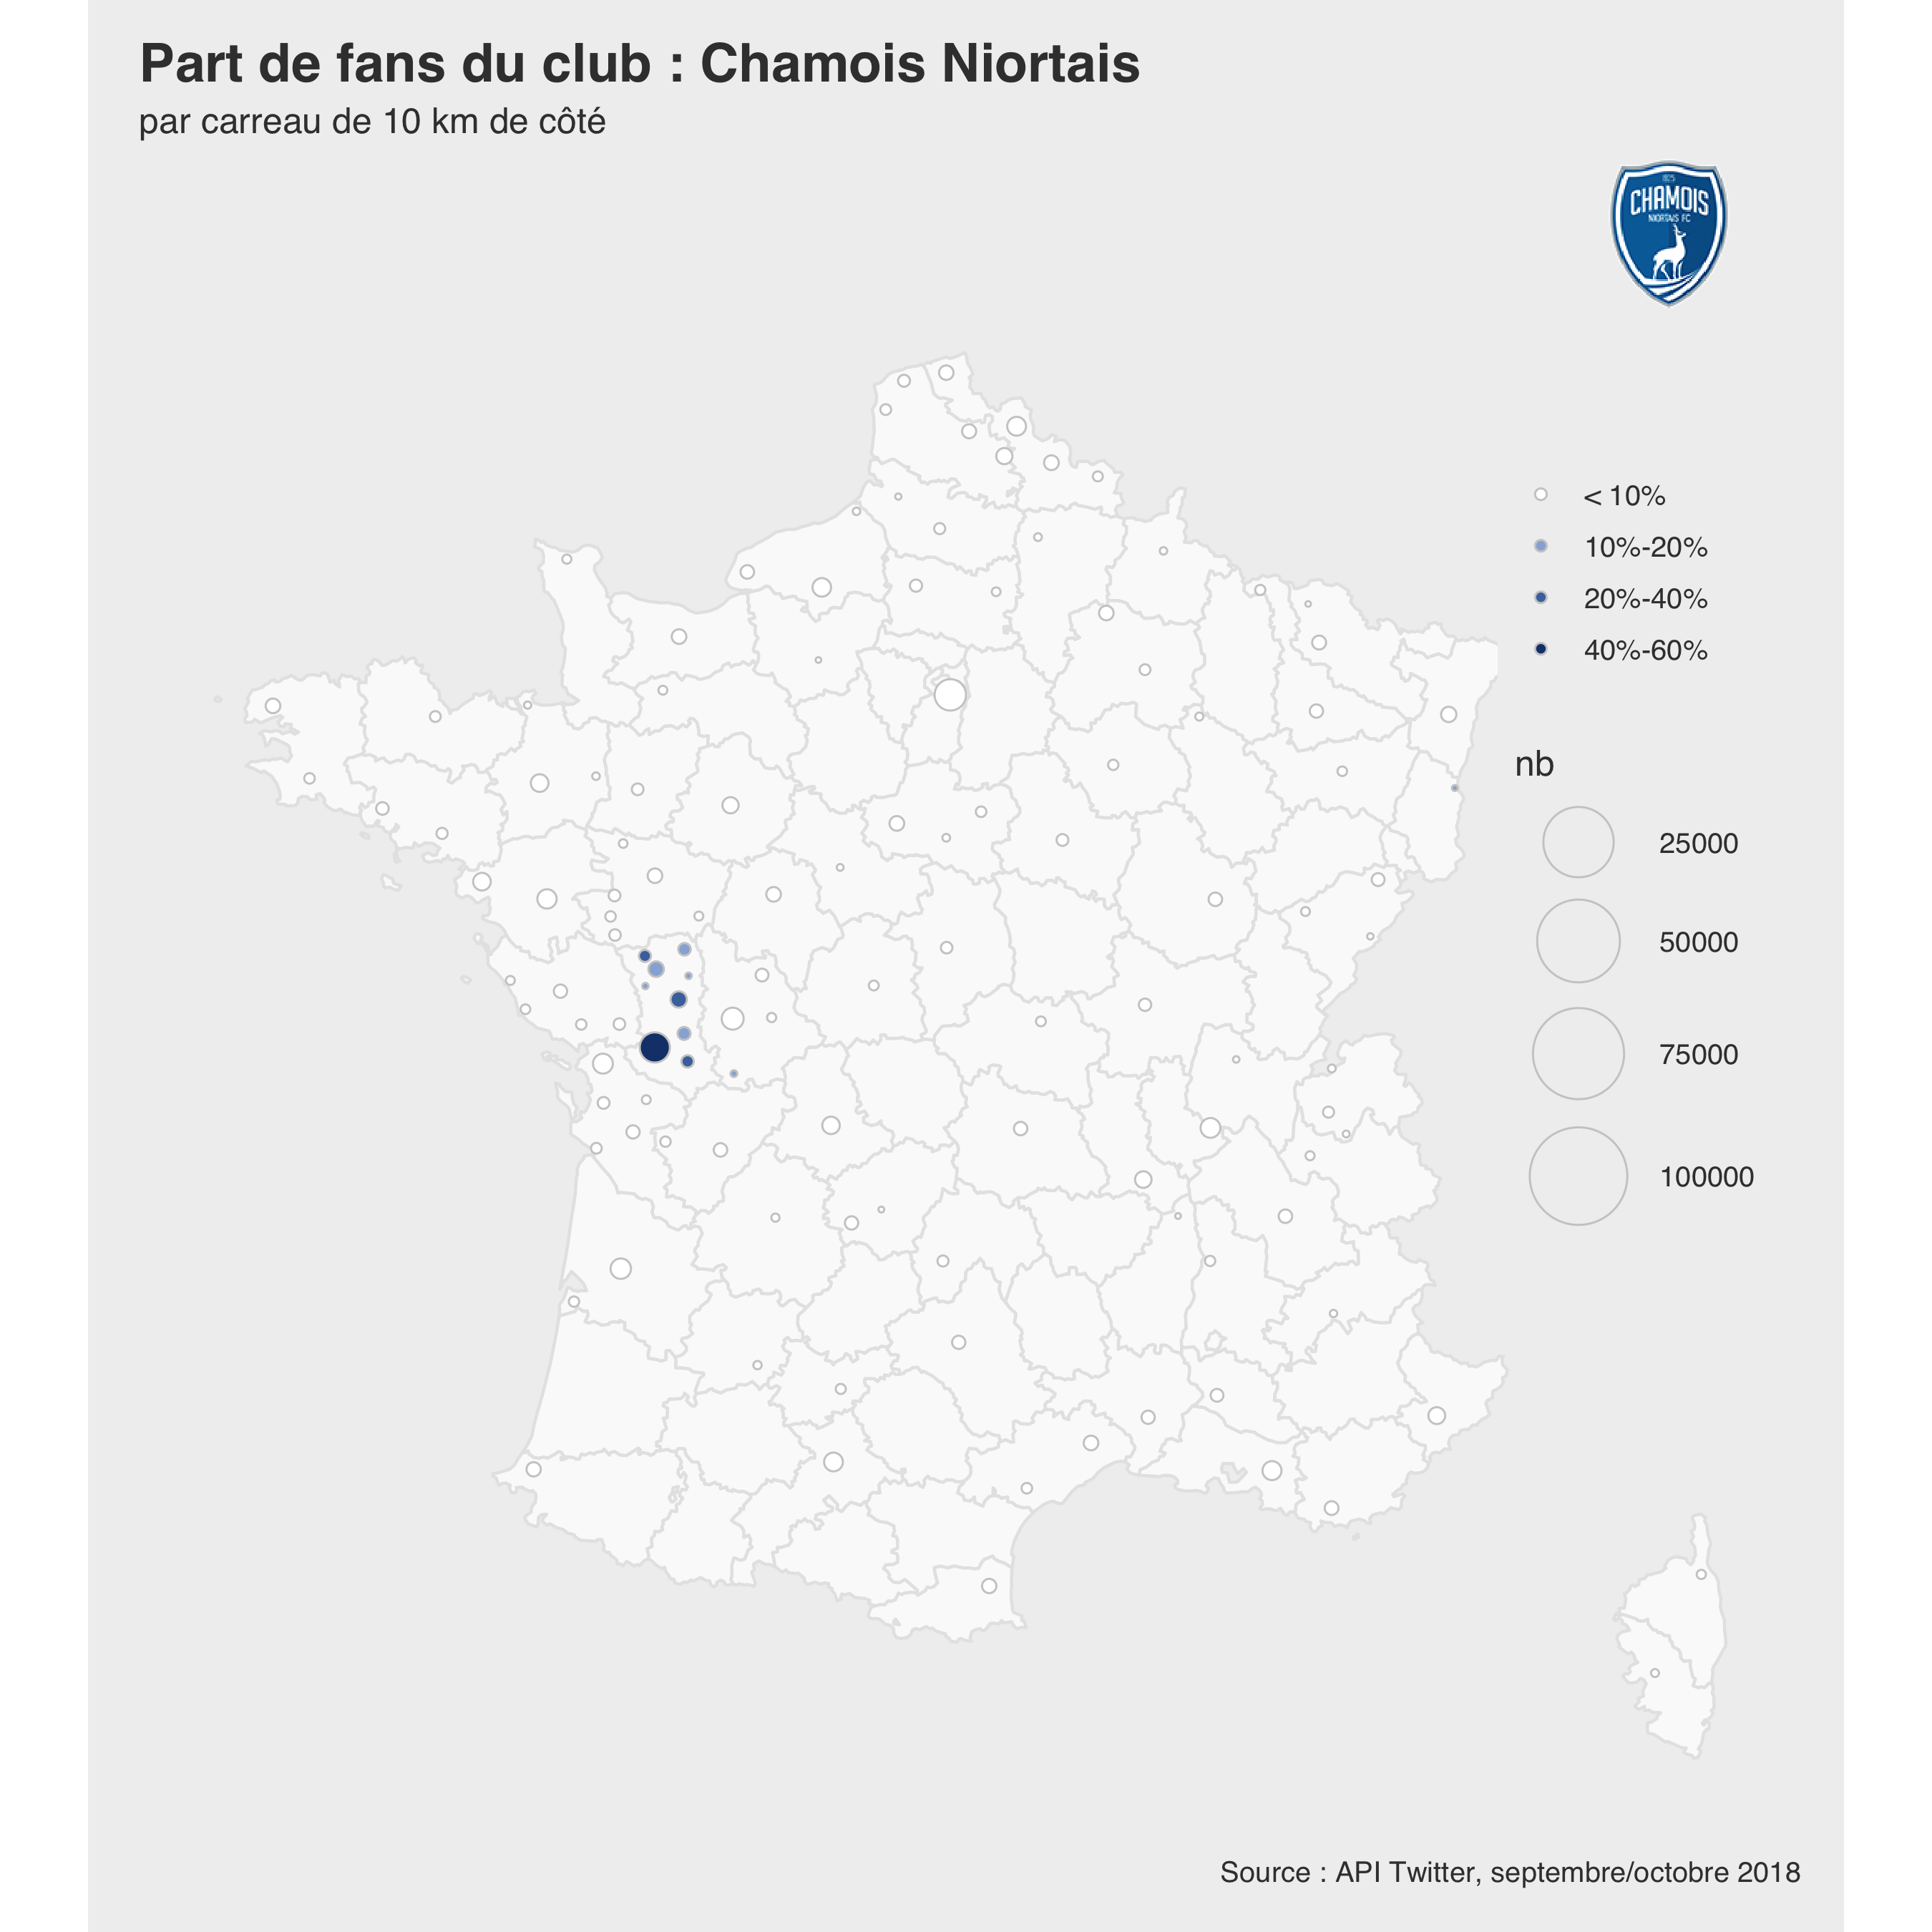 Part de fans du club : Chamois Niortais
par carreau de 10 km de côté
1925
CHAMOIS
NIORTAIS FC
< 10%
10%-20%
20%-40%
40%-60%
nb
25000
50000
75000
100000
Source : API Twitter, septembre/octobre 2018